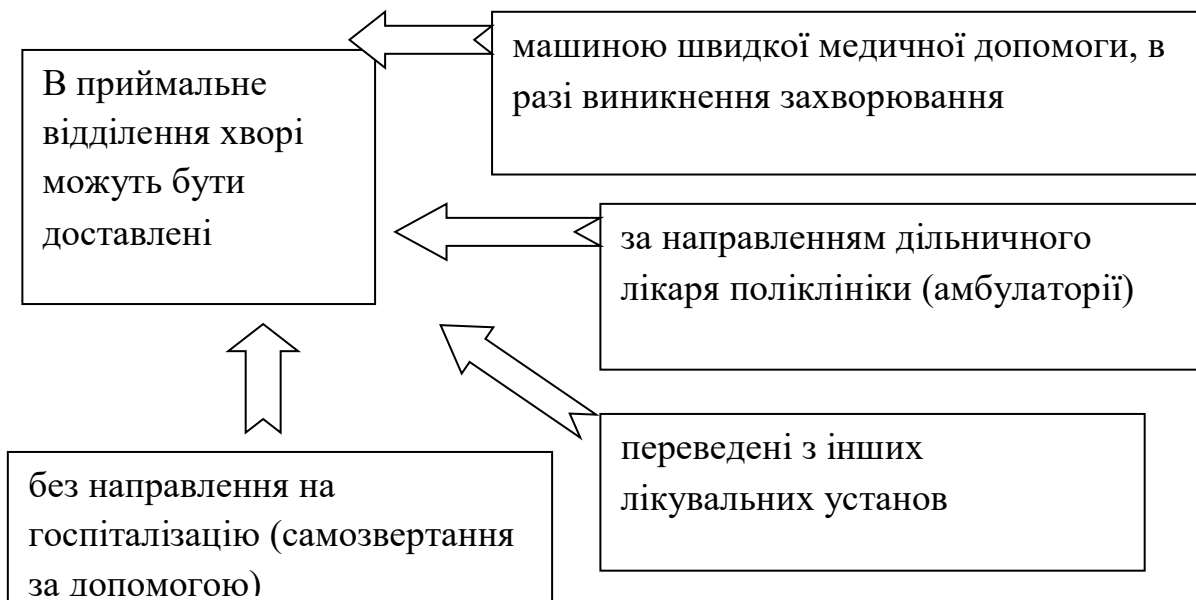 В приймальне
відділення хворі
можуть бути
доставлені
машиною швидкої медичної допомоги, в
разі виникнення захворювання
за направленням дільничного
лікаря поліклініки (амбулаторії)
переведені з інших
лікувальних установ
без направлення на
госпіталізацію (самозвертання
за допомогою)